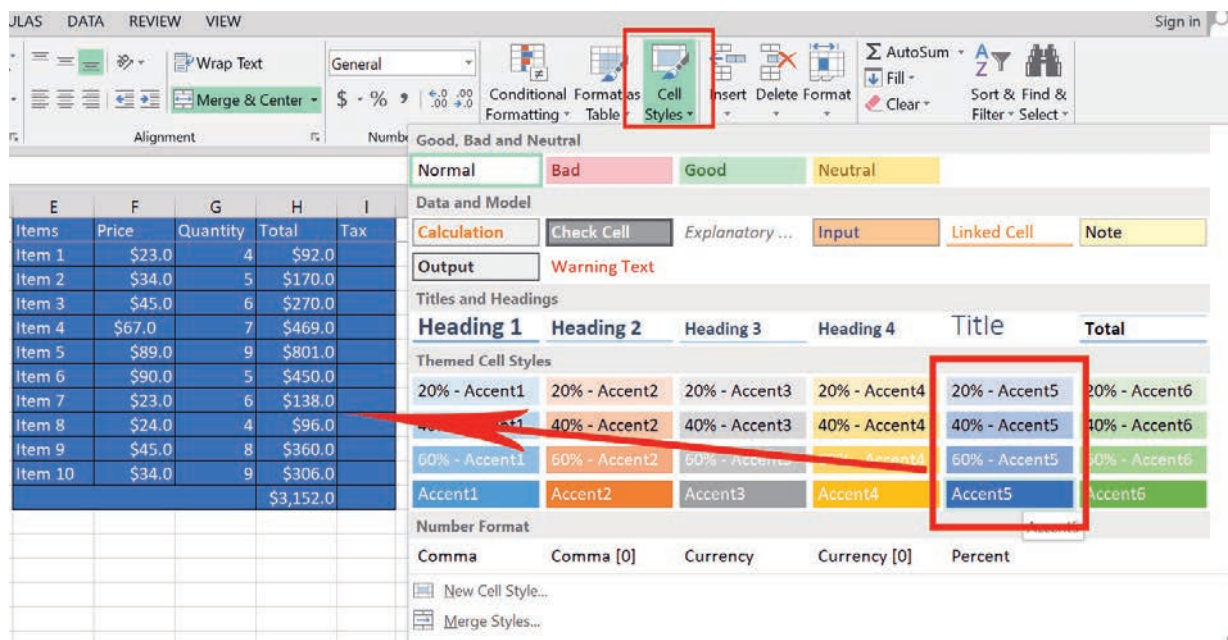 ULAS DATA REVIEW VIEW Sign in
Wrap Text General AutoSum
Fill
Merge & Center $ % Conditional Formatting Format as Table Cell Styles Insert Delete Format Clear Sort & Filter Find & Select
Alignment Numb
Good, Bad and Neutral
Normal Bad Good Neutral
Data and Model
Calculation Check Cell Explanatory ... Input Linked Cell Note
Output Warning Text
Titles and Headings
Heading 1 Heading 2 Heading 3 Heading 4 Title Total
Themed Cell Styles
20% - Accent1 20% - Accent2 20% - Accent3 20% - Accent4 20% - Accent5 20% - Accent6
40% - Accent1 40% - Accent2 40% - Accent3 40% - Accent4 40% - Accent5 40% - Accent6
60% - Accent1 60% - Accent2 60% - Accent3 60% - Accent5 60% - Accent6
Accent1 Accent2 Accent3 Accent4 Accent5 Accent6
Accent5
Number Format
Comma Comma [0] Currency Currency [0] Percent
New Cell Style...
Merge Styles...
E F G H I
Items Price Quantity Total Tax
Item 1 $23.0 4 $92.0
Item 2 $34.0 5 $170.0
Item 3 $45.0 6 $270.0
Item 4 $67.0 7 $469.0
Item 5 $89.0 9 $801.0
Item 6 $90.0 5 $450.0
Item 7 $23.0 6 $138.0
Item 8 $24.0 4 $96.0
Item 9 $45.0 8 $360.0
Item 10 $34.0 9 $306.0
$3,152.0